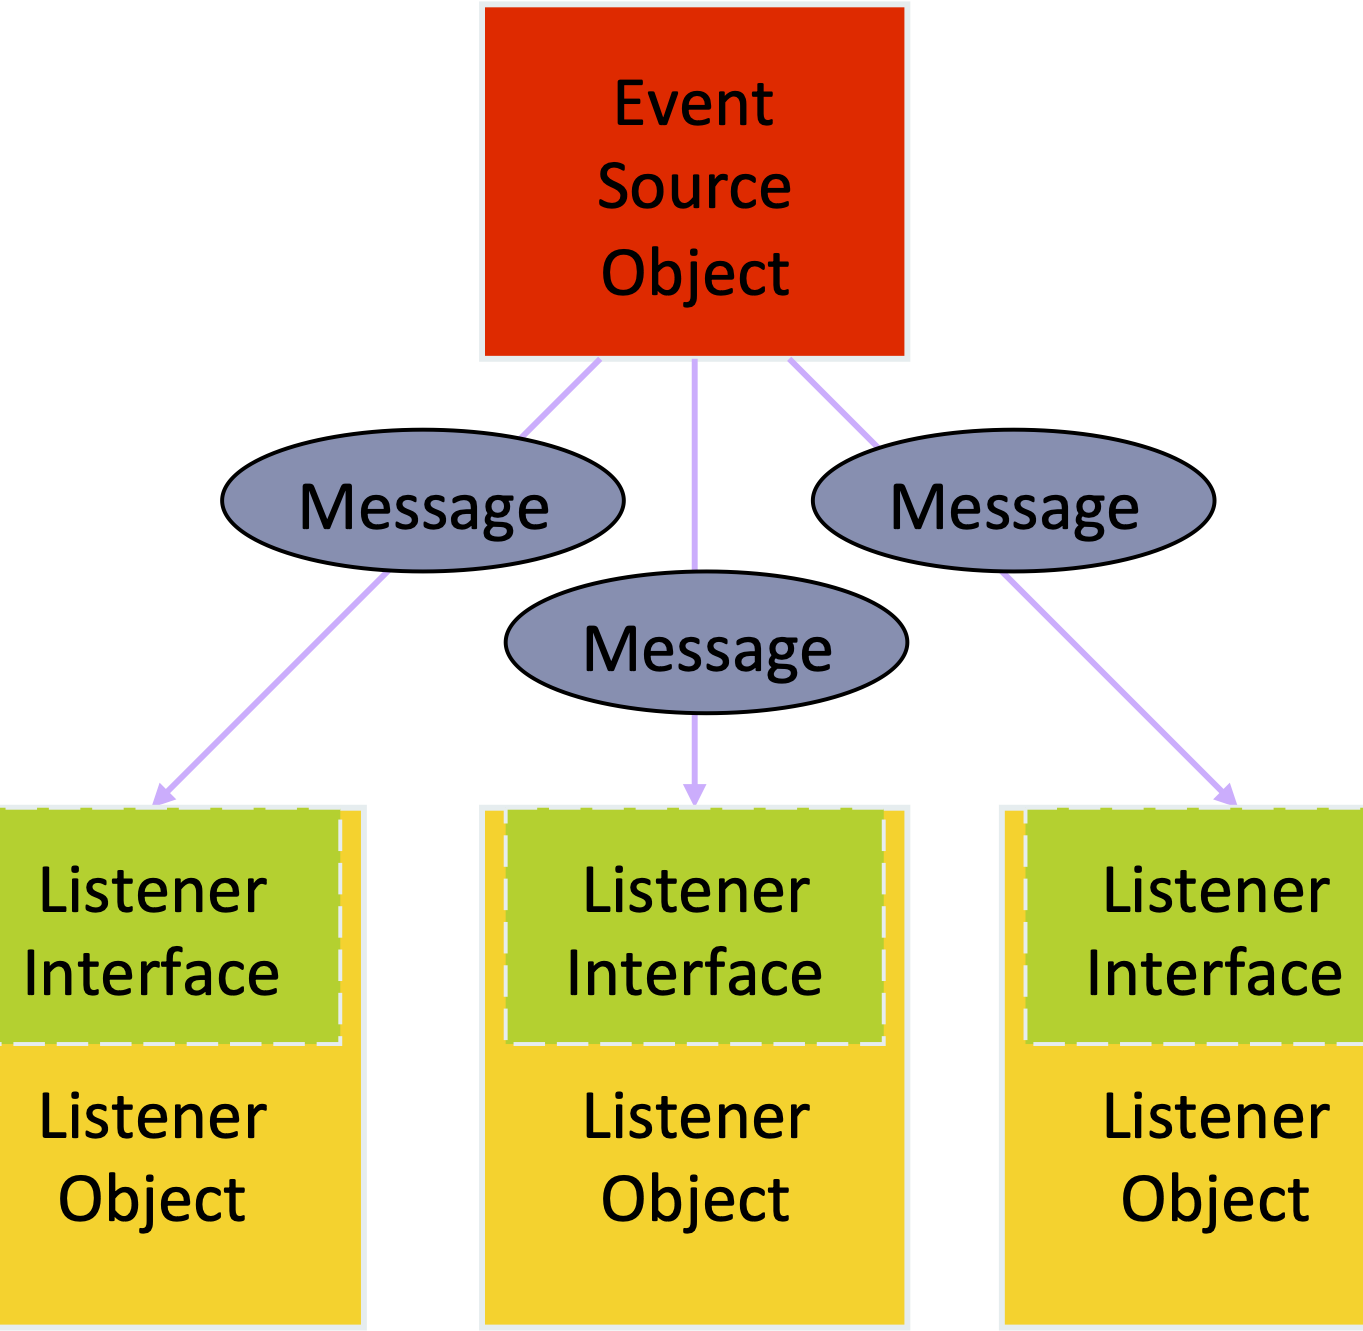 Event
Source
Object
Message
Message
Message
Listener
Interface
Listener
Object
Listener
Interface
Listener
Object
Listener
Interface
Listener
Object